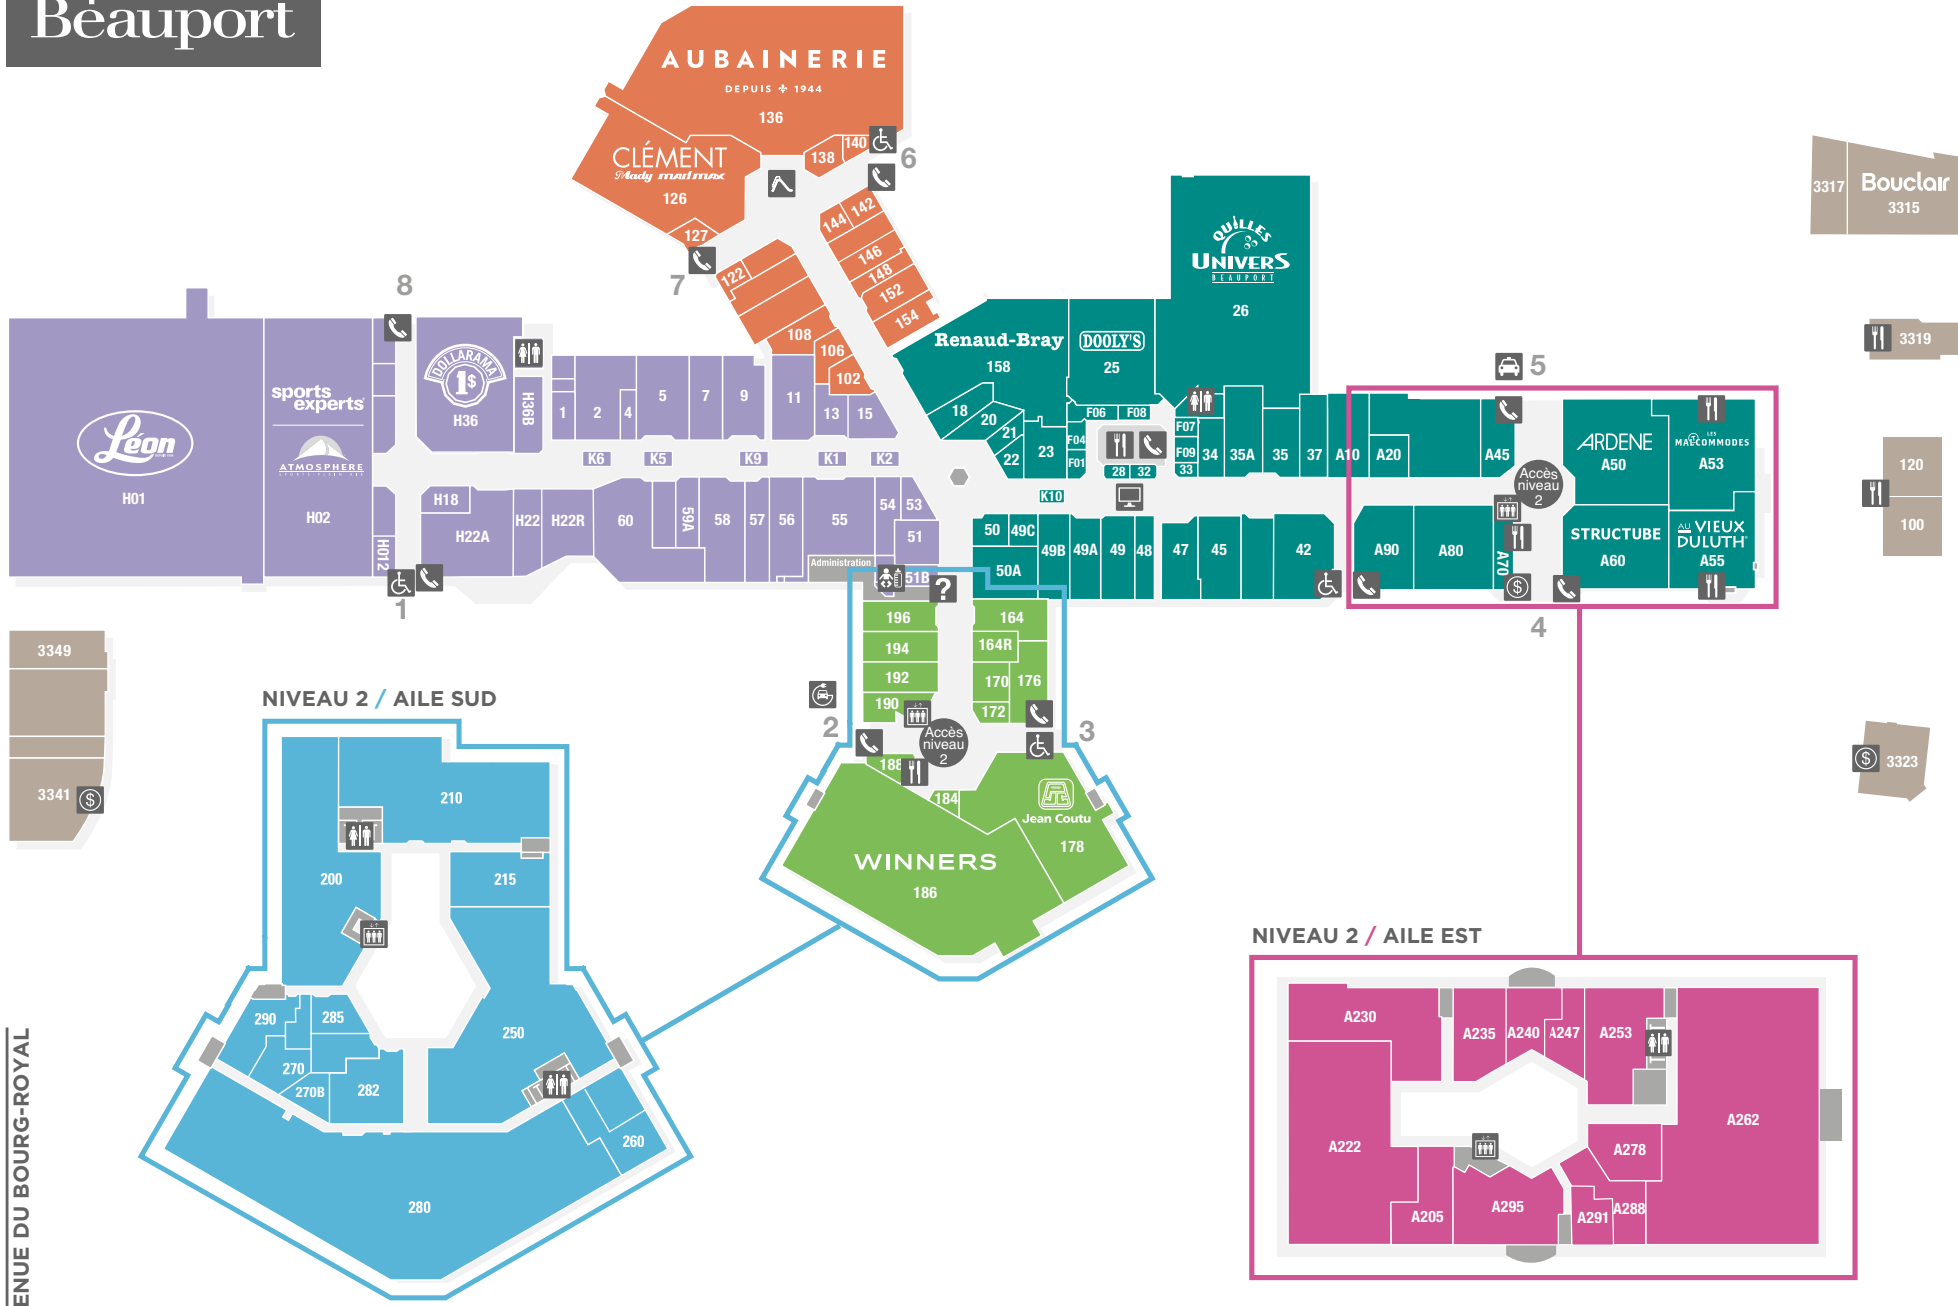 Beauport
AUBAINERIE
DEPUIS 1944
136
CLÉMENT
Mady madmax
126
127
138
140
6
7
8
144
142
146
148
152
154
122
108
106
102
QUILLES
UNIVERS
BEAUPORT
26
Renaud-Bray
158
DOOLY'S
25
18
20
21
22
23
F06
F08
F04
F01
F07
F09
33
28
32
34
35A
35
37
A10
A20
A45
K10
5
ARDENE
A50
LES
MALCOMMODES
A53
Accès
niveau
2
STRUCTUBE
A60
AU VIEUX
DULUTH
A55
A90
A80
A70
4
50
49C
50A
49B
49A
49
48
47
45
42
Léon
H01
sports
experts
ATMOSPHERE
H02
H012
DOLLARAMA
1$
H36
H36B
1
2
4
5
7
9
11
13
15
K6
K5
K9
K1
K2
H18
H22A
H22
H22R
60
59A
58
57
56
55
54
53
51
51B
Administration
?
1
196
194
192
190
188
164
164R
170
176
172
Accès
niveau
2
2
3
184
Jean Coutu
178
WINNERS
186
3317
Bouclair
3315
3319
120
100
3323
3349
3341
NIVEAU 2 / AILE SUD
210
200
215
250
290
285
270
270B
282
260
280
NIVEAU 2 / AILE EST
A230
A235
A240
A247
A253
A262
A222
A278
A205
A295
A291
A288
ENUE DU BOURG-ROYAL